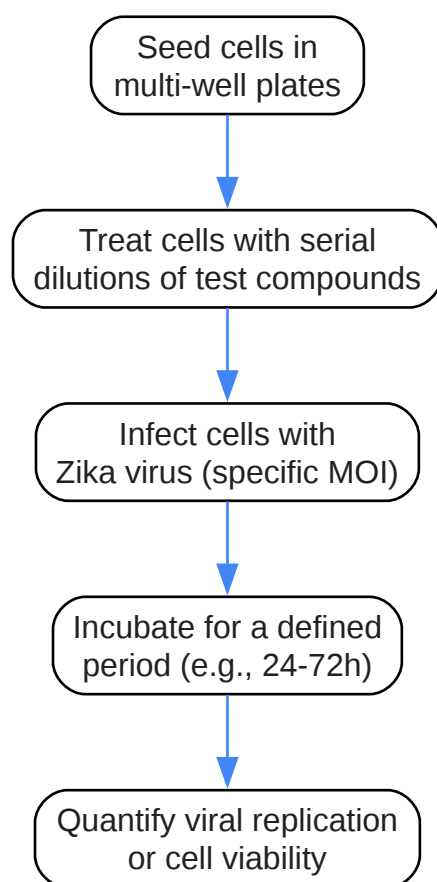 Seed cells in
multi-well plates
Treat cells with serial
dilutions of test compounds
Infect cells with
Zika virus (specific MOI)
Incubate for a defined
period (e.g., 24-72h)
Quantify viral replication
or cell viability